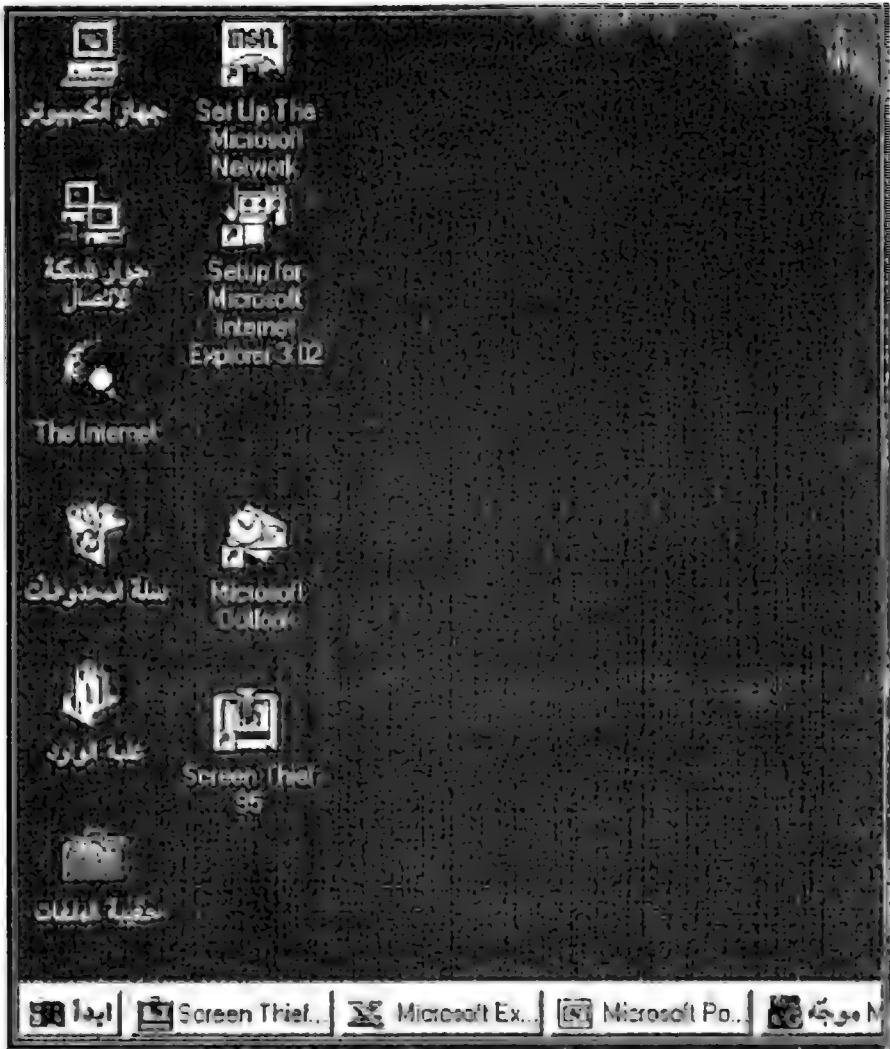 جهاز الكمبيوتر
Set Up The
Microsoft
Network
جوار شبكة
الاتصال
Setup for
Microsoft
Internet
Explorer 3.02
The Internet
سلة المحذوفات
Microsoft
Outlook
علبة الوارد
Screen Thief
95
حقيبة الملفات
ابدأ
Screen Thief...
Microsoft Ex...
Microsoft Po...
موجه M